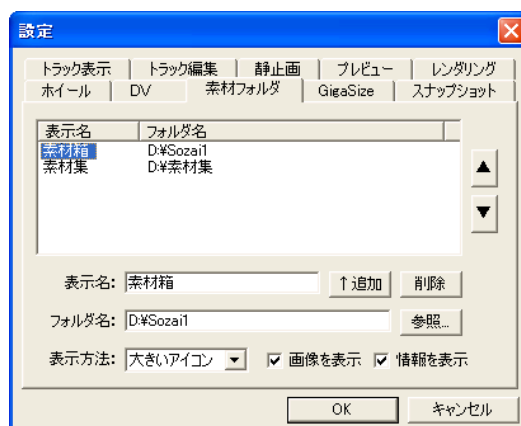 設定
トラック表示 トラック編集 静止画 プレビュー レンダリング
ホイール DV 素材フォルダ GigaSize スナップショット
表示名 フォルダ名
素材箱 D:¥Sozai1
素材集 D:¥素材集
▲
▼
表示名: 素材箱 ↑追加 削除
フォルダ名: D:¥Sozai1 参照...
表示方法: 大きいアイコン 画像を表示 情報を表示
OK キャンセル